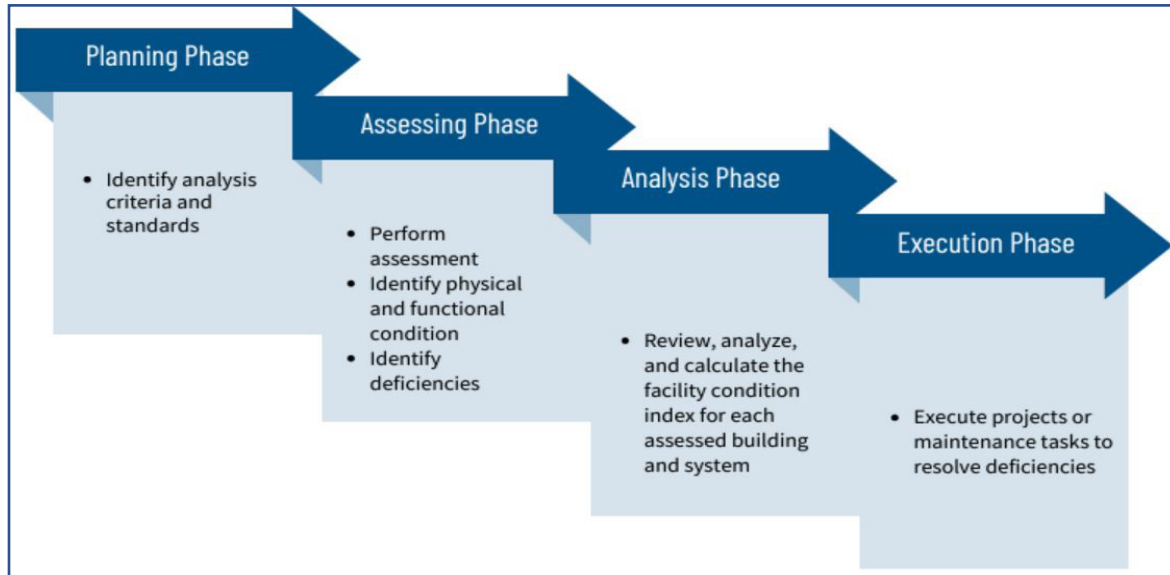 Planning Phase
• Identify analysis
criteria and
standards
Assessing Phase
• Perform
assessment
• Identify physical
and functional
condition
• Identify
deficiencies
Analysis Phase
• Review, analyze,
and calculate the
facility condition
index for each
assessed building
and system
Execution Phase
• Execute projects or
maintenance tasks to
resolve deficiencies